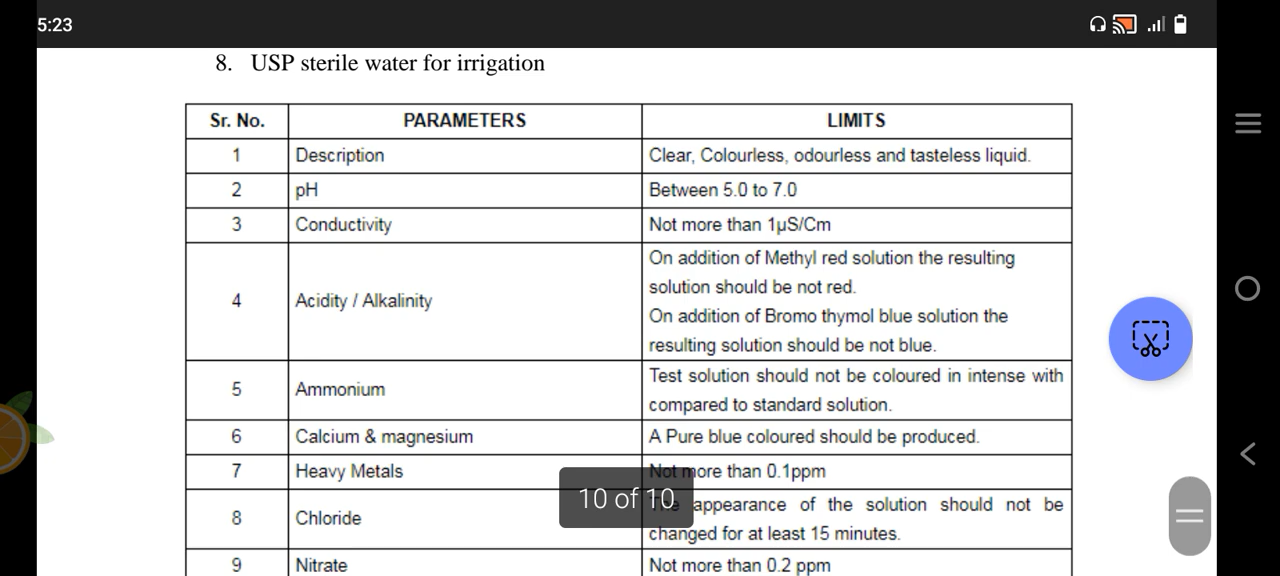 5:23
8. USP sterile water for irrigation
Sr. No. PARAMETERS LIMITS
1 Description Clear, Colourless, odourless and tasteless liquid.
2 pH Between 5.0 to 7.0
3 Conductivity Not more than 1µS/Cm
On addition of Methyl red solution the resulting
solution should be not red.
4 Acidity / Alkalinity
On addition of Bromo thymol blue solution the
resulting solution should be not blue.
5 Ammonium Test solution should not be coloured in intense with
compared to standard solution.
6 Calcium & magnesium A Pure blue coloured should be produced.
7 Heavy Metals Not more than 0.1ppm
10 of 10
8 Chloride The appearance of the solution should not be
changed for at least 15 minutes.
9 Nitrate Not more than 0.2 ppm